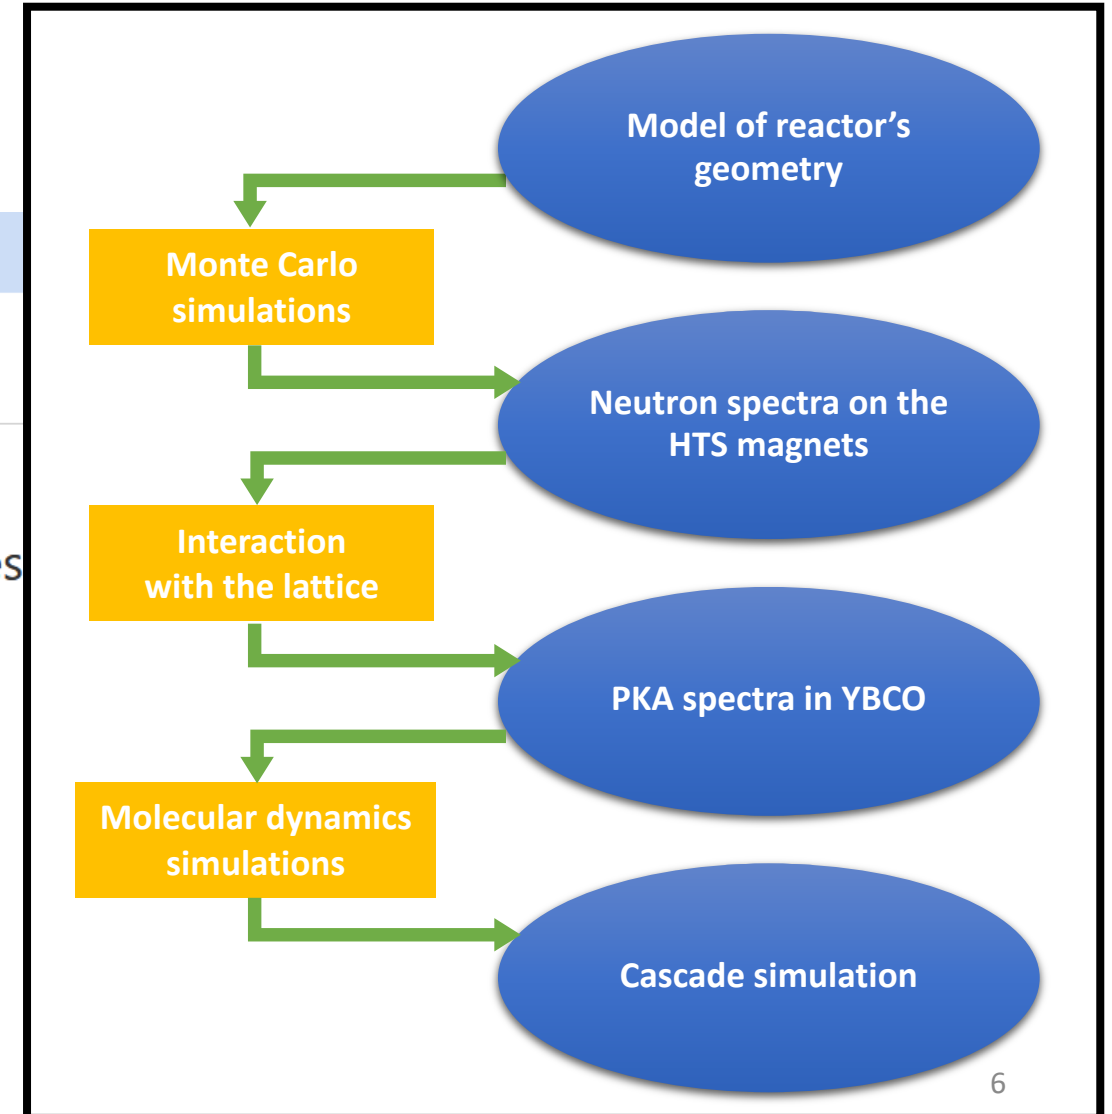 Model of reactor’s
geometry
Monte Carlo
simulations
Neutron spectra on the
HTS magnets
Interaction
with the lattice
es
PKA spectra in YBCO
Molecular dynamics
simulations
Cascade simulation
6